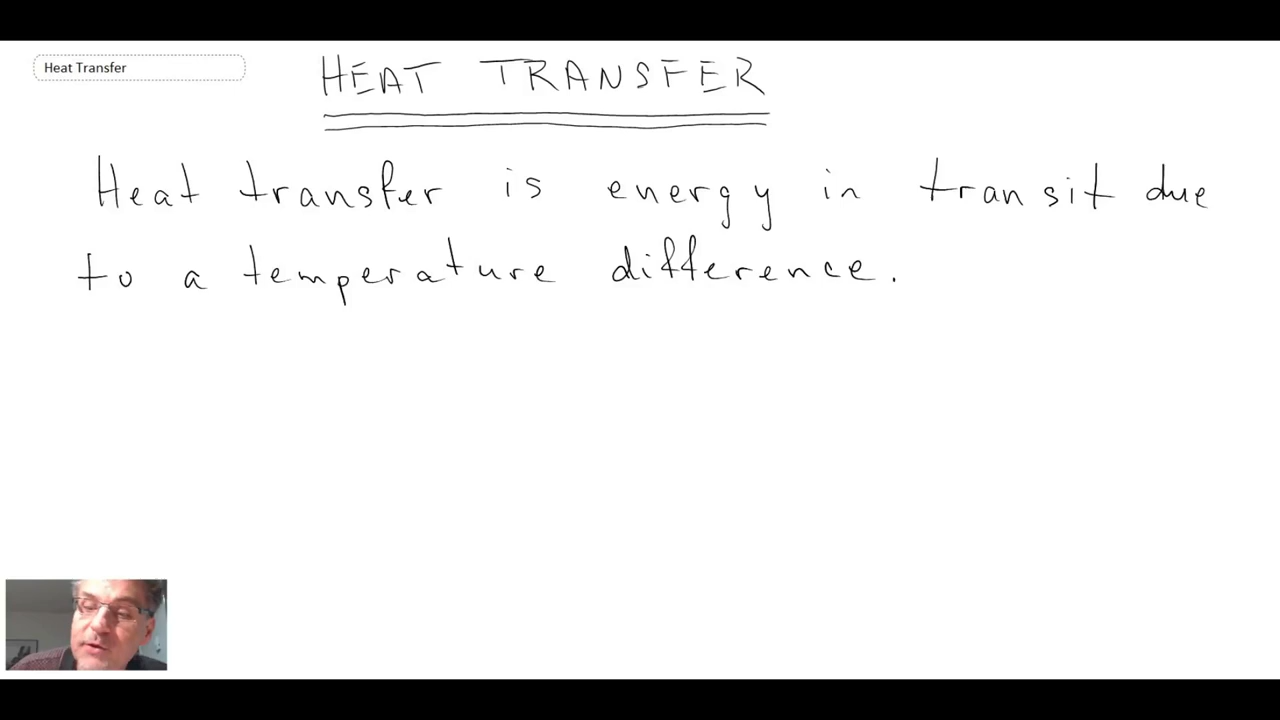 Heat Transfer
HEAT TRANSFER
Heat transfer is energy in transit due
to a temperature difference.